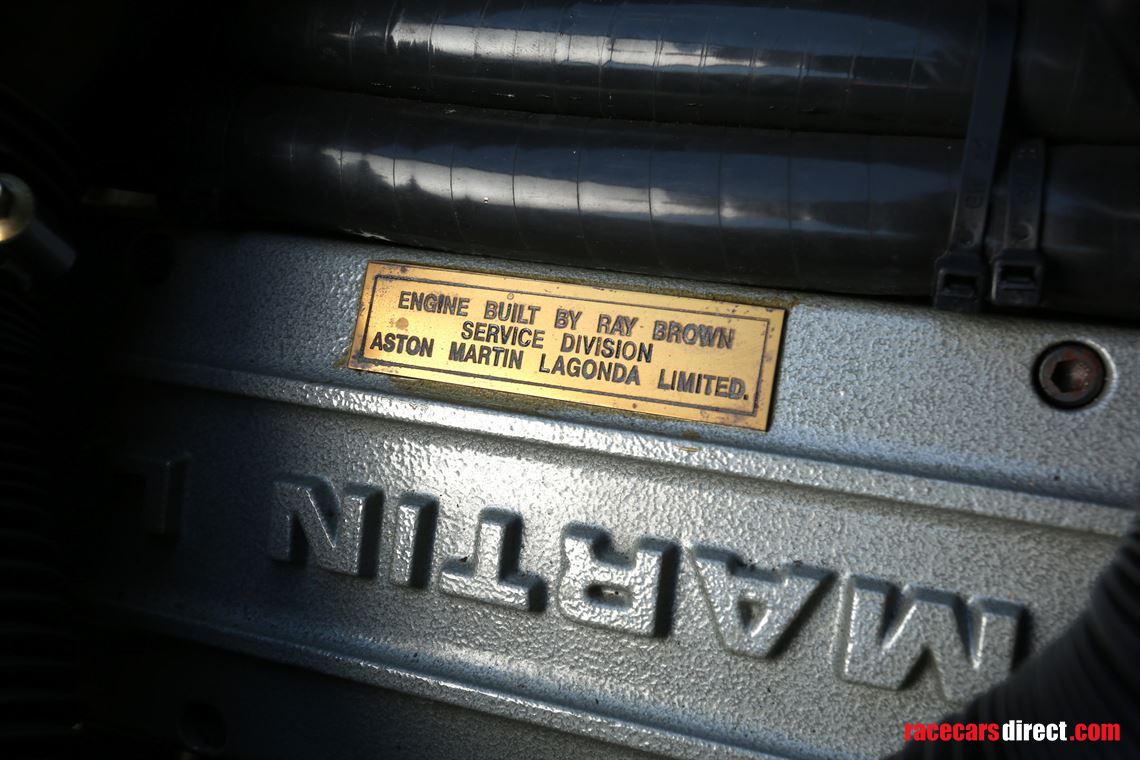 ENGINE BUILT BY RAY BROWN
SERVICE DIVISION
ASTON MARTIN LAGONDA LIMITED.
MARTIN
racecarsdirect.com